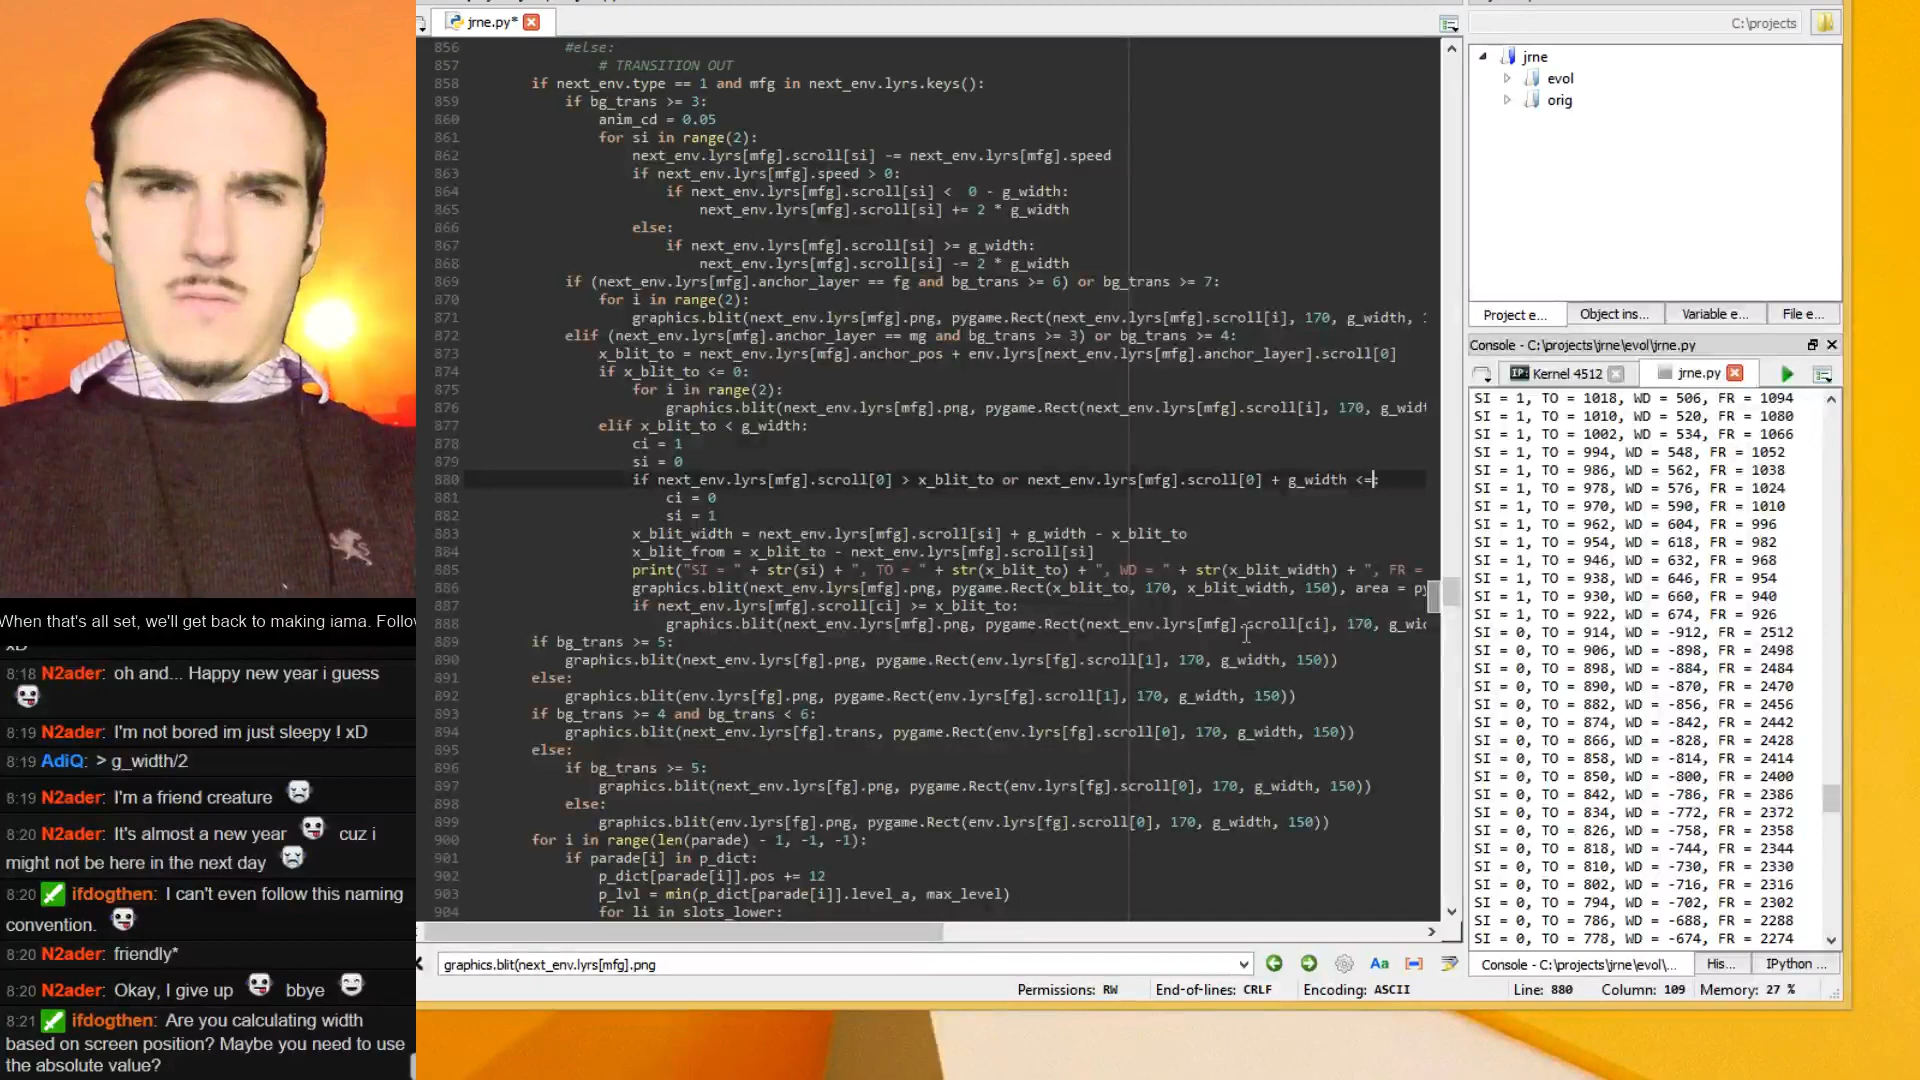 jrne.py*
856 #else:
857 # TRANSITION OUT
858 if next_env.type == 1 and mfg in next_env.lyrs.keys():
859 if bg_trans >= 3:
860 anim_cd = 0.05
861 for si in range(2):
862 next_env.lyrs[mfg].scroll[si] -= next_env.lyrs[mfg].speed
863 if next_env.lyrs[mfg].speed > 0:
864 if next_env.lyrs[mfg].scroll[si] <  0 - g_width:
865 next_env.lyrs[mfg].scroll[si] += 2 * g_width
866 else:
867 if next_env.lyrs[mfg].scroll[si] >= g_width:
868 next_env.lyrs[mfg].scroll[si] -= 2 * g_width
869 if (next_env.lyrs[mfg].anchor_layer == fg and bg_trans >= 6) or bg_trans >= 7:
870 for i in range(2):
871 graphics.blit(next_env.lyrs[mfg].png, pygame.Rect(next_env.lyrs[mfg].scroll[i], 170, g_width, 1
872 elif (next_env.lyrs[mfg].anchor_layer == mg and bg_trans >= 3) or bg_trans >= 4:
873 x_blit_to = next_env.lyrs[mfg].anchor_pos + env.lyrs[next_env.lyrs[mfg].anchor_layer].scroll[0]
874 if x_blit_to <= 0:
875 for i in range(2):
876 graphics.blit(next_env.lyrs[mfg].png, pygame.Rect(next_env.lyrs[mfg].scroll[i], 170, g_widt
877 elif x_blit_to < g_width:
878 ci = 1
879 si = 0
880 if next_env.lyrs[mfg].scroll[0] > x_blit_to or next_env.lyrs[mfg].scroll[0] + g_width <=:
881 ci = 0
882 si = 1
883 x_blit_width = next_env.lyrs[mfg].scroll[si] + g_width - x_blit_to
884 x_blit_from = x_blit_to - next_env.lyrs[mfg].scroll[si]
885 print("SI = " + str(si) + ", TO = " + str(x_blit_to) + ", WD = " + str(x_blit_width) + ", FR =
886 graphics.blit(next_env.lyrs[mfg].png, pygame.Rect(x_blit_to, 170, x_blit_width, 150), area = py
887 if next_env.lyrs[mfg].scroll[ci] >= x_blit_to:
888 graphics.blit(next_env.lyrs[mfg].png, pygame.Rect(next_env.lyrs[mfg].scroll[ci], 170, g_wid
889 if bg_trans >= 5:
890 graphics.blit(next_env.lyrs[fg].png, pygame.Rect(env.lyrs[fg].scroll[1], 170, g_width, 150))
891 else:
892 graphics.blit(env.lyrs[fg].png, pygame.Rect(env.lyrs[fg].scroll[1], 170, g_width, 150))
893 if bg_trans >= 4 and bg_trans < 6:
894 graphics.blit(next_env.lyrs[fg].trans, pygame.Rect(env.lyrs[fg].scroll[0], 170, g_width, 150))
895 else:
896 if bg_trans >= 5:
897 graphics.blit(next_env.lyrs[fg].png, pygame.Rect(env.lyrs[fg].scroll[0], 170, g_width, 150))
898 else:
899 graphics.blit(env.lyrs[fg].png, pygame.Rect(env.lyrs[fg].scroll[0], 170, g_width, 150))
900 for i in range(len(parade) - 1, -1, -1):
901 if parade[i] in p_dict:
902 p_dict[parade[i]].pos += 12
903 p_lvl = min(p_dict[parade[i]].level_a, max_level)
904 for li in slots_lower:
graphics.blit(next_env.lyrs[mfg].png
Aa
Permissions: RW End-of-lines: CRLF Encoding: ASCII Line: 880 Column: 109 Memory: 27 %
C:\projects
jrne
evol
orig
Project e... Object ins... Variable e... File e...
Console - C:\projects\jrne\evol\jrne.py
IP: Kernel 4512 jrne.py
SI = 1, TO = 1018, WD = 506, FR = 1094
SI = 1, TO = 1010, WD = 520, FR = 1080
SI = 1, TO = 1002, WD = 534, FR = 1066
SI = 1, TO = 994, WD = 548, FR = 1052
SI = 1, TO = 986, WD = 562, FR = 1038
SI = 1, TO = 978, WD = 576, FR = 1024
SI = 1, TO = 970, WD = 590, FR = 1010
SI = 1, TO = 962, WD = 604, FR = 996
SI = 1, TO = 954, WD = 618, FR = 982
SI = 1, TO = 946, WD = 632, FR = 968
SI = 1, TO = 938, WD = 646, FR = 954
SI = 1, TO = 930, WD = 660, FR = 940
SI = 1, TO = 922, WD = 674, FR = 926
SI = 0, TO = 914, WD = -912, FR = 2512
SI = 0, TO = 906, WD = -898, FR = 2498
SI = 0, TO = 898, WD = -884, FR = 2484
SI = 0, TO = 890, WD = -870, FR = 2470
SI = 0, TO = 882, WD = -856, FR = 2456
SI = 0, TO = 874, WD = -842, FR = 2442
SI = 0, TO = 866, WD = -828, FR = 2428
SI = 0, TO = 858, WD = -814, FR = 2414
SI = 0, TO = 850, WD = -800, FR = 2400
SI = 0, TO = 842, WD = -786, FR = 2386
SI = 0, TO = 834, WD = -772, FR = 2372
SI = 0, TO = 826, WD = -758, FR = 2358
SI = 0, TO = 818, WD = -744, FR = 2344
SI = 0, TO = 810, WD = -730, FR = 2330
SI = 0, TO = 802, WD = -716, FR = 2316
SI = 0, TO = 794, WD = -702, FR = 2302
SI = 0, TO = 786, WD = -688, FR = 2288
SI = 0, TO = 778, WD = -674, FR = 2274
Console - C:\projects\jrne\evol\... His... IPython ...
When that's all set, we'll get back to making iama. Follow
xD
8:18 N2ader: oh and... Happy new year i guess
8:19 N2ader: I'm not bored im just sleepy ! xD
8:19 AdiQ: > g_width/2
8:19 N2ader: I'm a friend creature
8:20 N2ader: It's almost a new year cuz i
might not be here in the next day
8:20 ifdogthen: I can't even follow this naming
convention.
8:20 N2ader: friendly*
8:20 N2ader: Okay, I give up bbye
8:21 ifdogthen: Are you calculating width
based on screen position? Maybe you need to use
the absolute value?